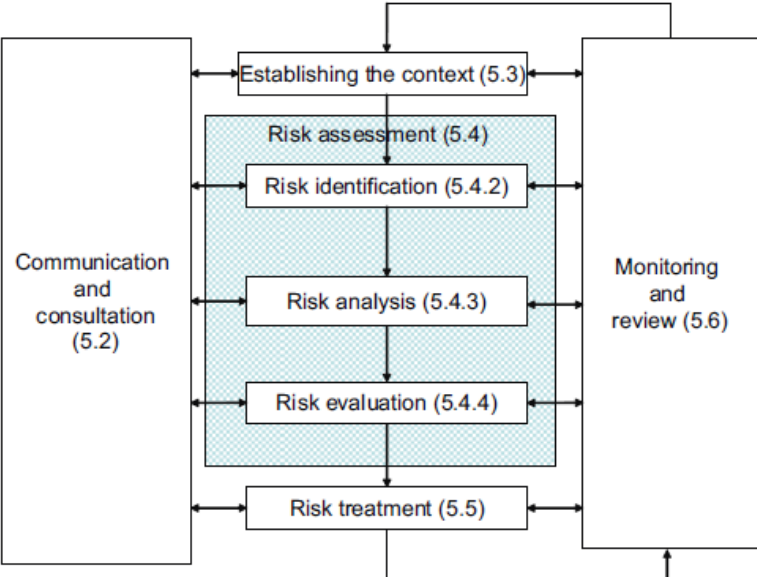 Establishing the context (5.3)
Risk assessment (5.4)
Risk identification (5.4.2)
Communication
and
consultation
(5.2)
Risk analysis (5.4.3)
Monitoring
and
review (5.6)
Risk evaluation (5.4.4)
Risk treatment (5.5)